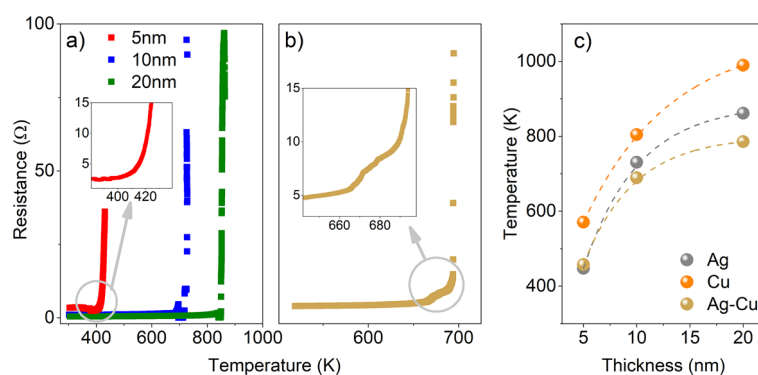 a)
5nm
10nm
20nm
100
50
0
Resistance (Ω)
15
10
5
400 420
400 600 800 1000
b)
15
10
5
660 680
600 700
Temperature (K)
c)
1000
800
600
400
Temperature (K)
Ag
Cu
Ag-Cu
5 10 15 20
Thickness (nm)